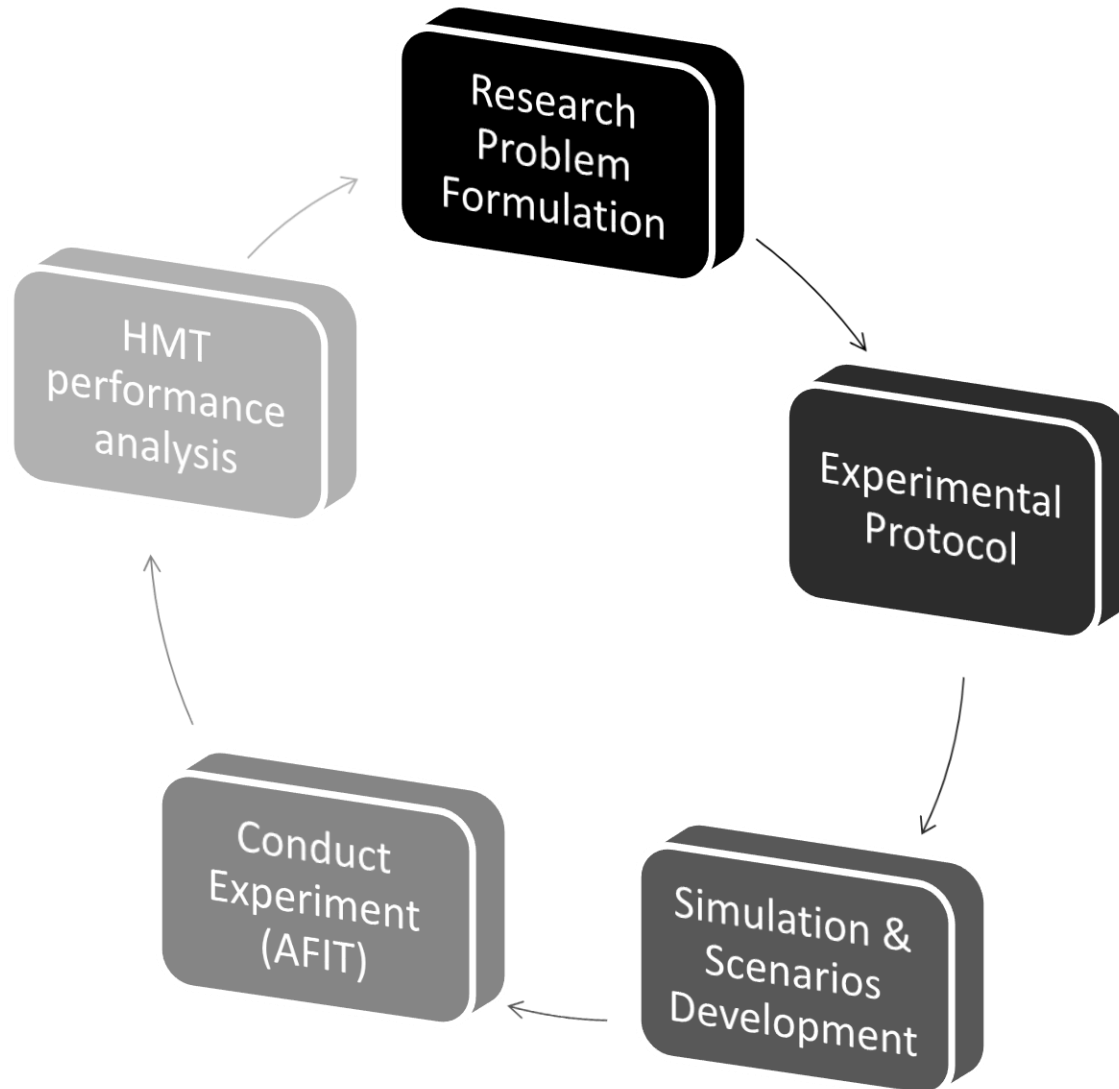 Research
Problem
Formulation
Experimental
Protocol
Simulation &
Scenarios
Development
Conduct
Experiment
(AFIT)
HMT
performance
analysis